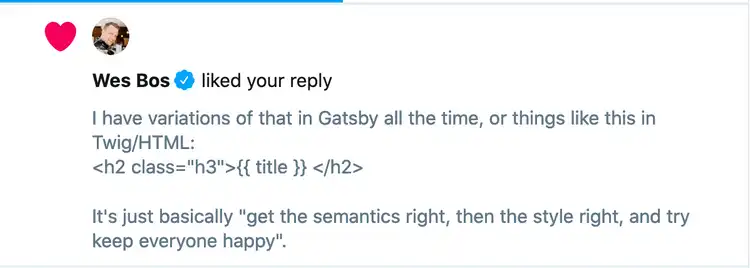 Wes Bos liked your reply
I have variations of that in Gatsby all the time, or things like this in
Twig/HTML:
<h2 class="h3">{{ title }} </h2>
It's just basically "get the semantics right, then the style right, and try
keep everyone happy".